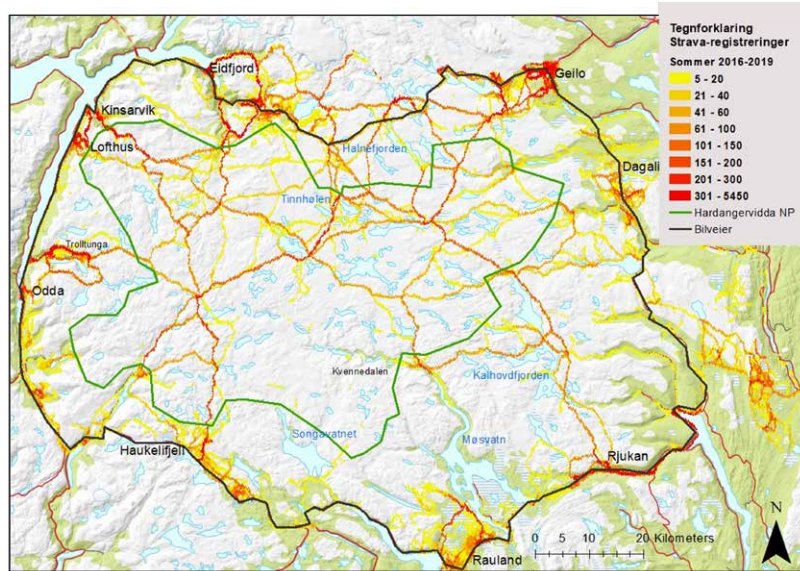 Tegnforklaring
Strava-registreringer
Sommer 2016-2019
5 - 20
21 - 40
41 - 60
61 - 100
101 - 150
151 - 200
201 - 300
301 - 5450
Hardangervidda NP
Bilveier
Eidfjord
Geilo
Kinsarvik
Lofthus
Halnefjorden
Dagali
Tinnhølen
Trolltunga
Odda
Kvennedalen
Kalhovdfjorden
Songavatnet
Møsvatn
Haukelifjell
Rjukan
Rauland
0 5 10 20 Kilometers
N